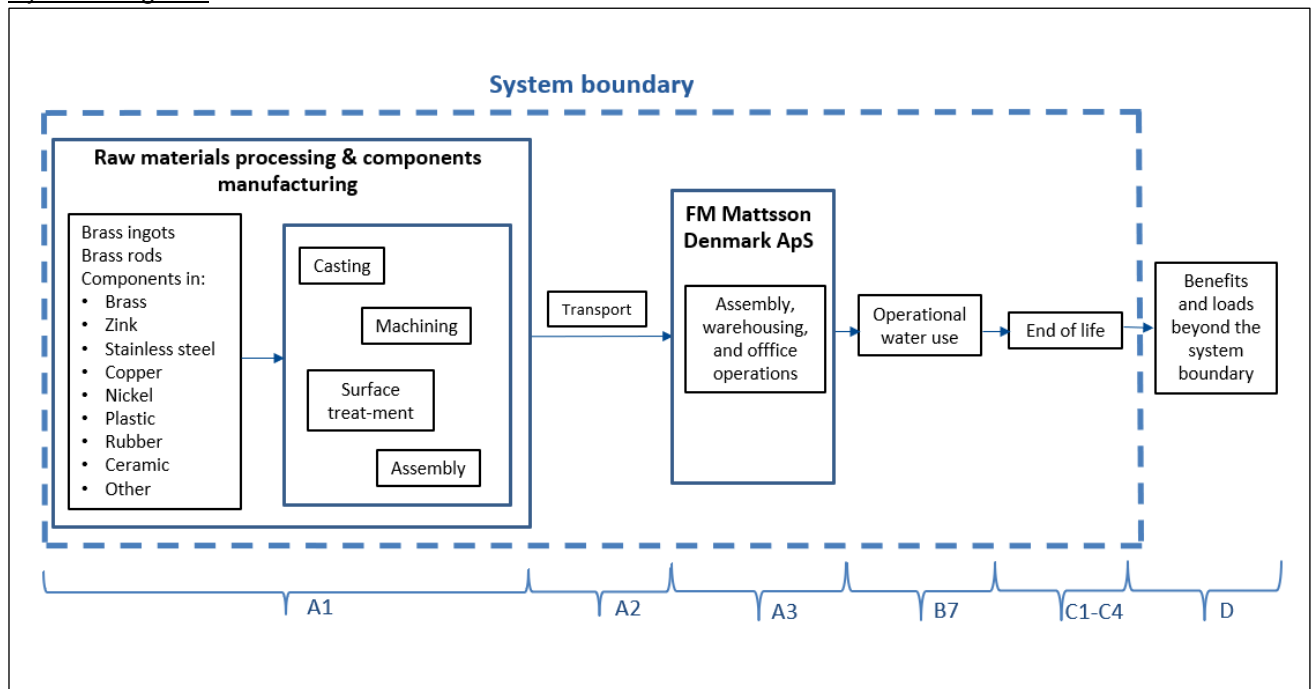 System boundary
Raw materials processing & components
manufacturing
Brass ingots
Brass rods
Components in:
• Brass
• Zink
• Stainless steel
• Copper
• Nickel
• Plastic
• Rubber
• Ceramic
• Other
Casting
Machining
Surface
treat-ment
Assembly
Transport
FM Mattsson
Denmark ApS
Assembly,
warehousing,
and offfice
operations
Operational
water use
End of life
Benefits
and loads
beyond the
system
boundary
A1
A2
A3
B7
C1-C4
D